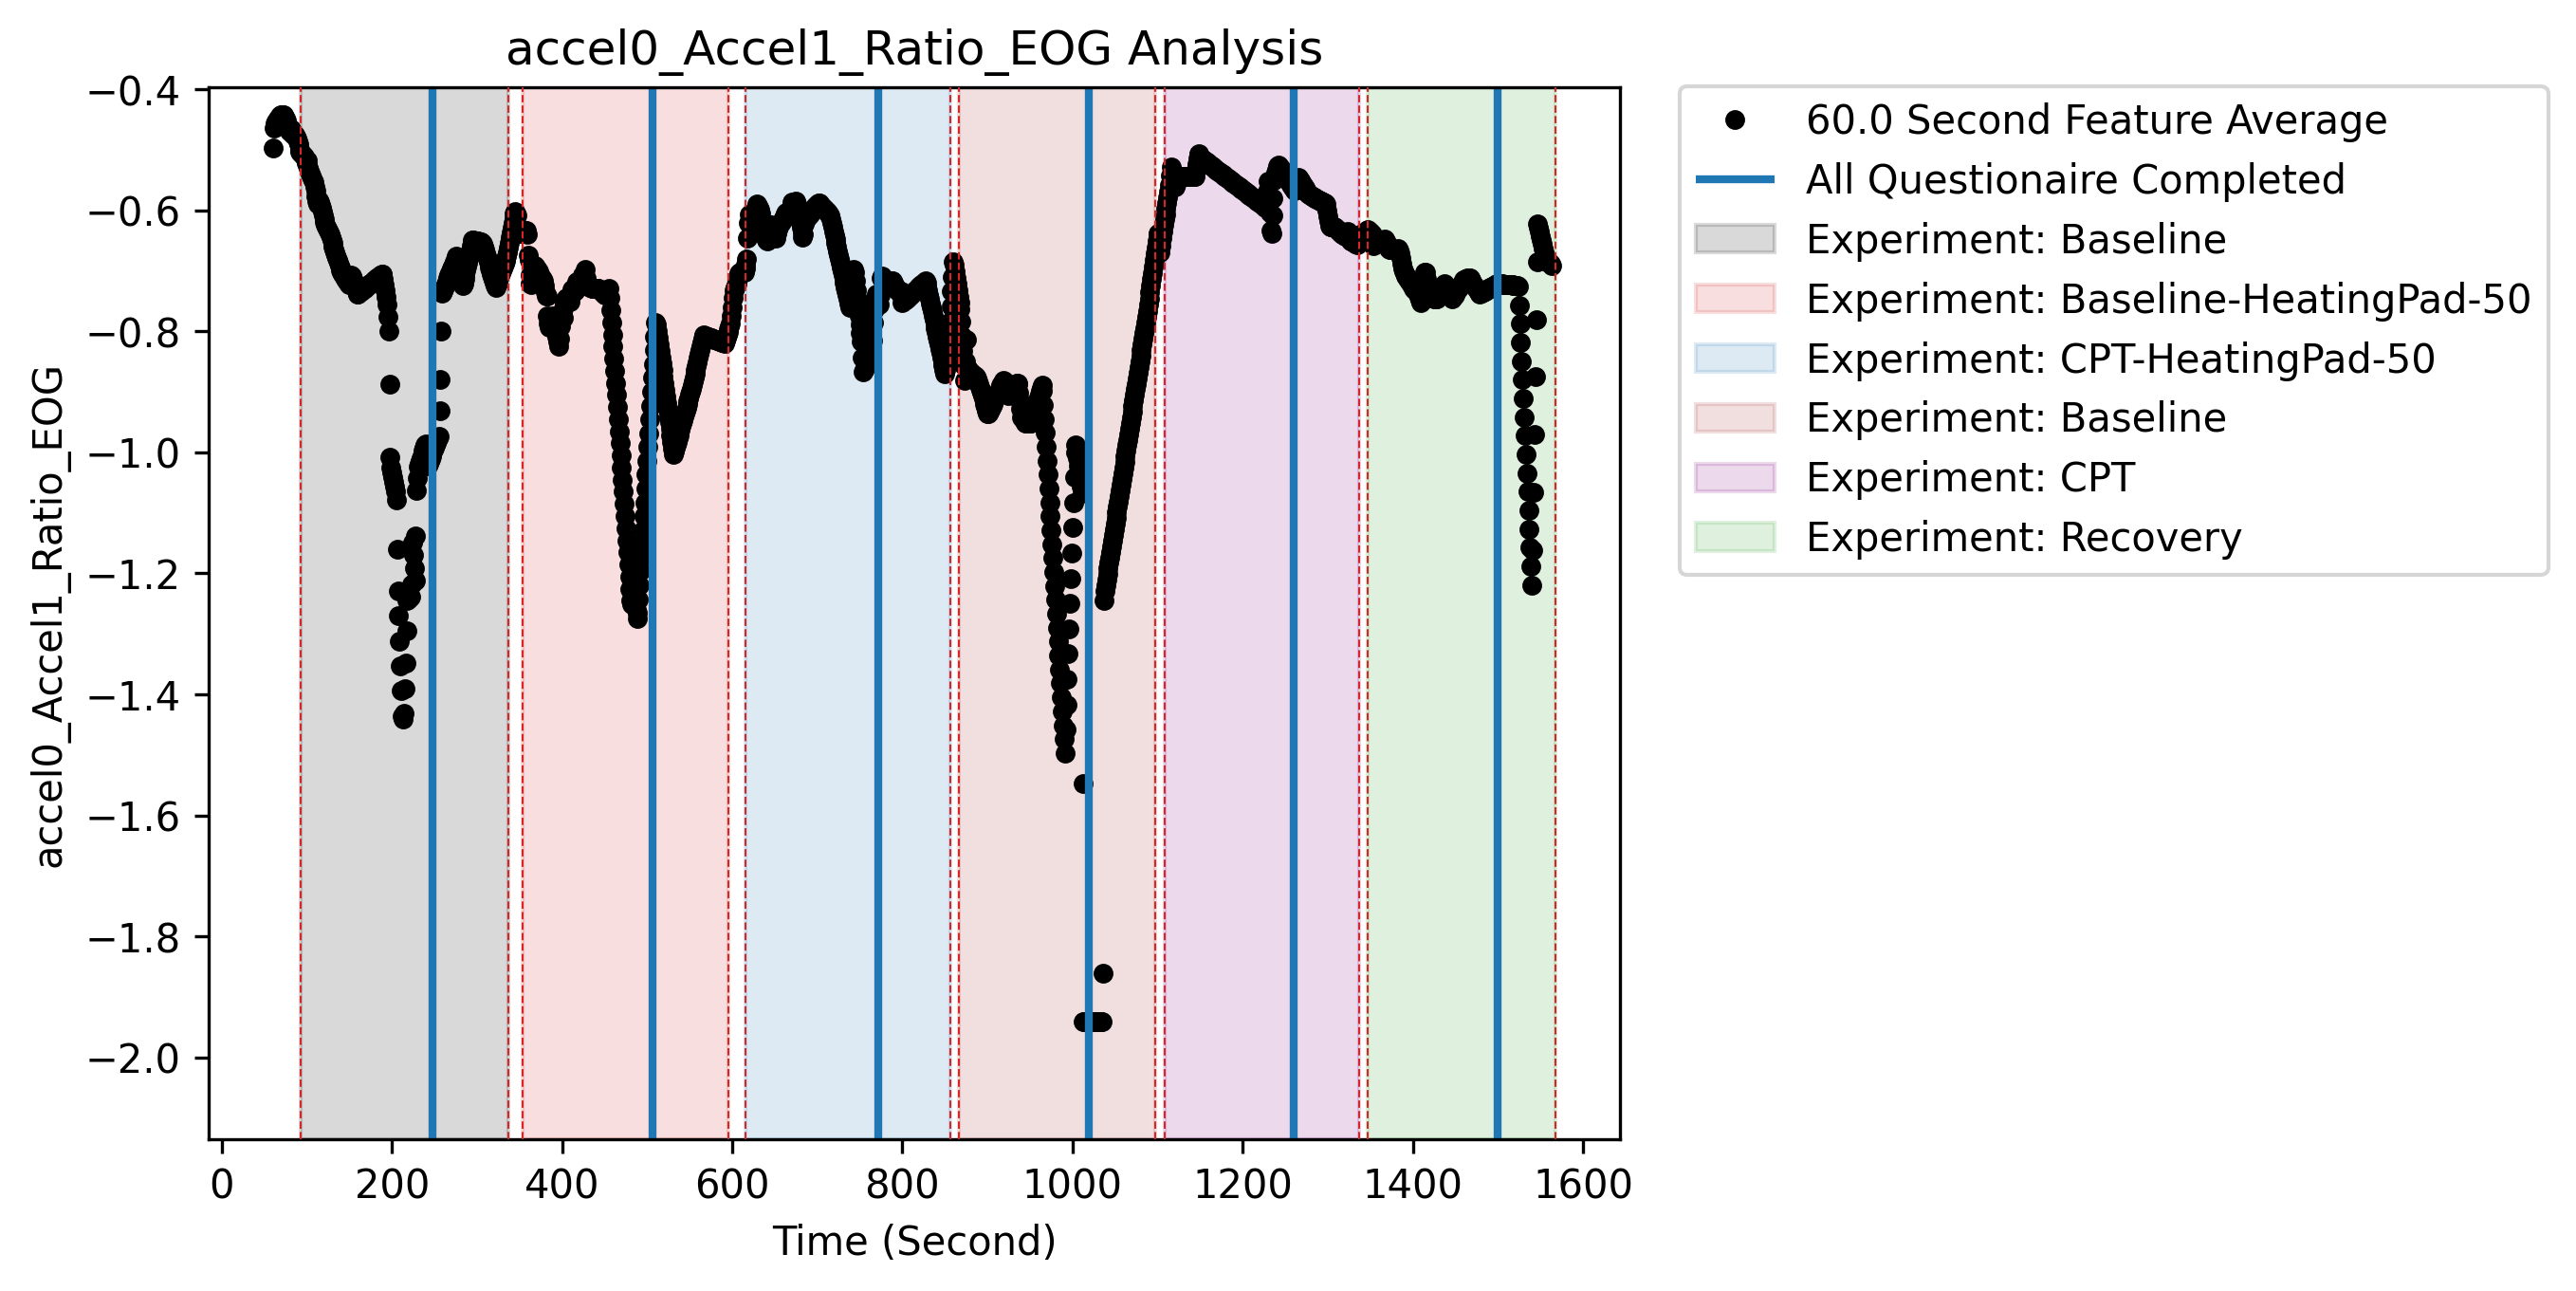 accel0_Accel1_Ratio_EOG Analysis
accel0_Accel1_Ratio_EOG
−0.4
−0.6
−0.8
−1.0
−1.2
−1.4
−1.6
−1.8
−2.0
0 200 400 600 800 1000 1200 1400 1600
Time (Second)
60.0 Second Feature Average
All Questionaire Completed
Experiment: Baseline
Experiment: Baseline-HeatingPad-50
Experiment: CPT-HeatingPad-50
Experiment: Baseline
Experiment: CPT
Experiment: Recovery